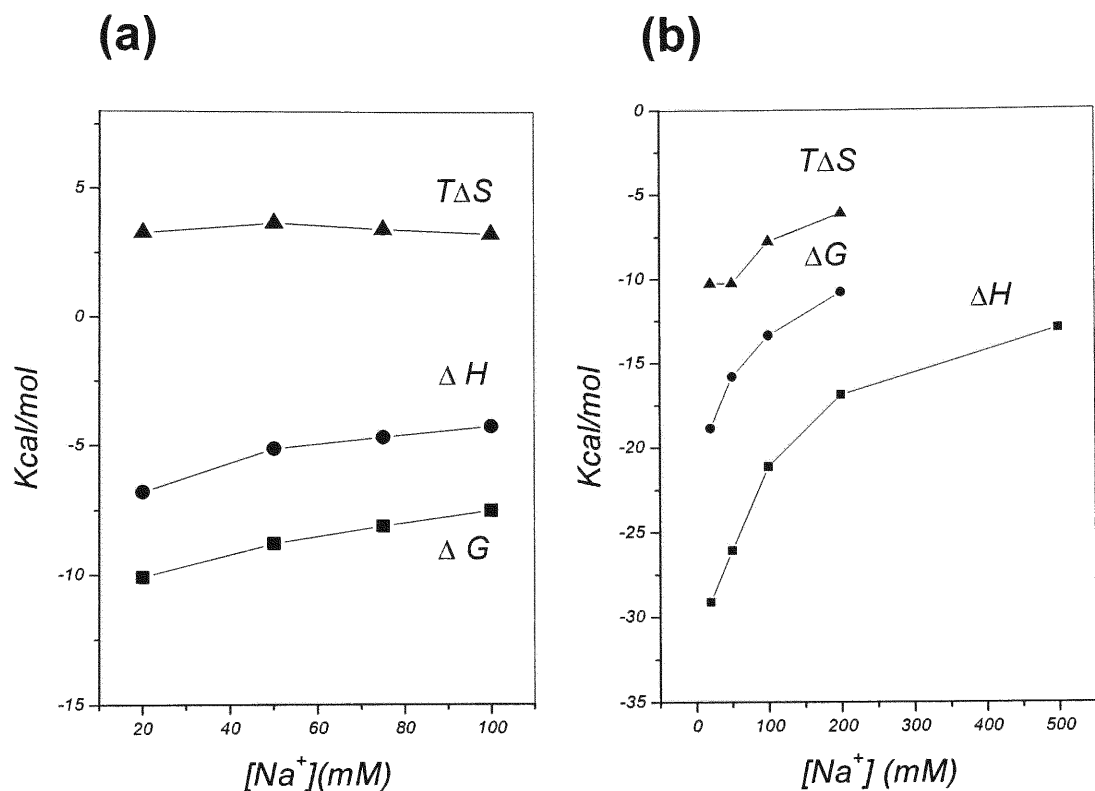 (a)
(b)
5
0
-5
-10
-15
20 40 60 80 100
Kcal/mol
[Na⁺](mM)
TΔS
Δ H
Δ G
0
-5
-10
-15
-20
-25
-30
-35
0 100 200 300 400 500
Kcal/mol
[Na⁺] (mM)
TΔS
ΔG
ΔH